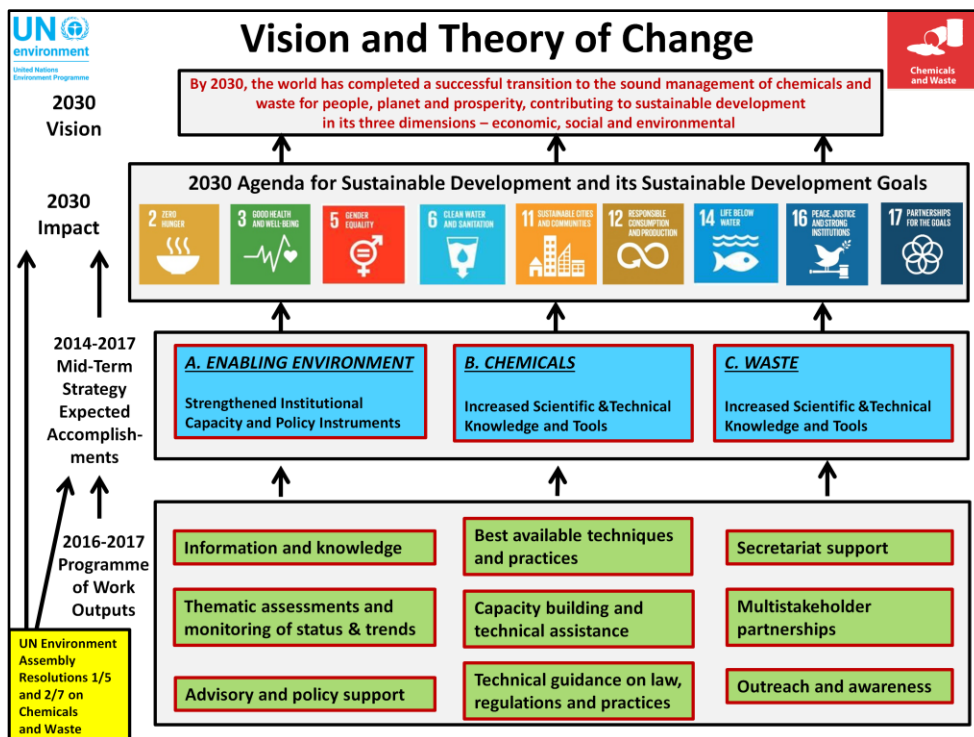 UN
environment
United Nations
Environment Programme
Vision and Theory of Change
Chemicals
and Waste
2030
Vision
By 2030, the world has completed a successful transition to the sound management of chemicals and
waste for people, planet and prosperity, contributing to sustainable development
in its three dimensions – economic, social and environmental
2030
Impact
2030 Agenda for Sustainable Development and its Sustainable Development Goals
2 ZERO
HUNGER
3 GOOD HEALTH
AND WELL-BEING
5 GENDER
EQUALITY
6 CLEAN WATER
AND SANITATION
11 SUSTAINABLE CITIES
AND COMMUNITIES
12 RESPONSIBLE
CONSUMPTION
AND PRODUCTION
14 LIFE BELOW
WATER
16 PEACE, JUSTICE
AND STRONG
INSTITUTIONS
17 PARTNERSHIPS
FOR THE GOALS
2014-2017
Mid-Term
Strategy
Expected
Accomplish-
ments
A. ENABLING ENVIRONMENT
Strengthened Institutional
Capacity and Policy Instruments
B. CHEMICALS
Increased Scientific &Technical
Knowledge and Tools
C. WASTE
Increased Scientific &Technical
Knowledge and Tools
2016-2017
Programme
of Work
Outputs
Information and knowledge
Best available techniques
and practices
Secretariat support
Thematic assessments and
monitoring of status & trends
Capacity building and
technical assistance
Multistakeholder
partnerships
Advisory and policy support
Technical guidance on law,
regulations and practices
Outreach and awareness
UN Environment
Assembly
Resolutions 1/5
and 2/7 on
Chemicals
and Waste